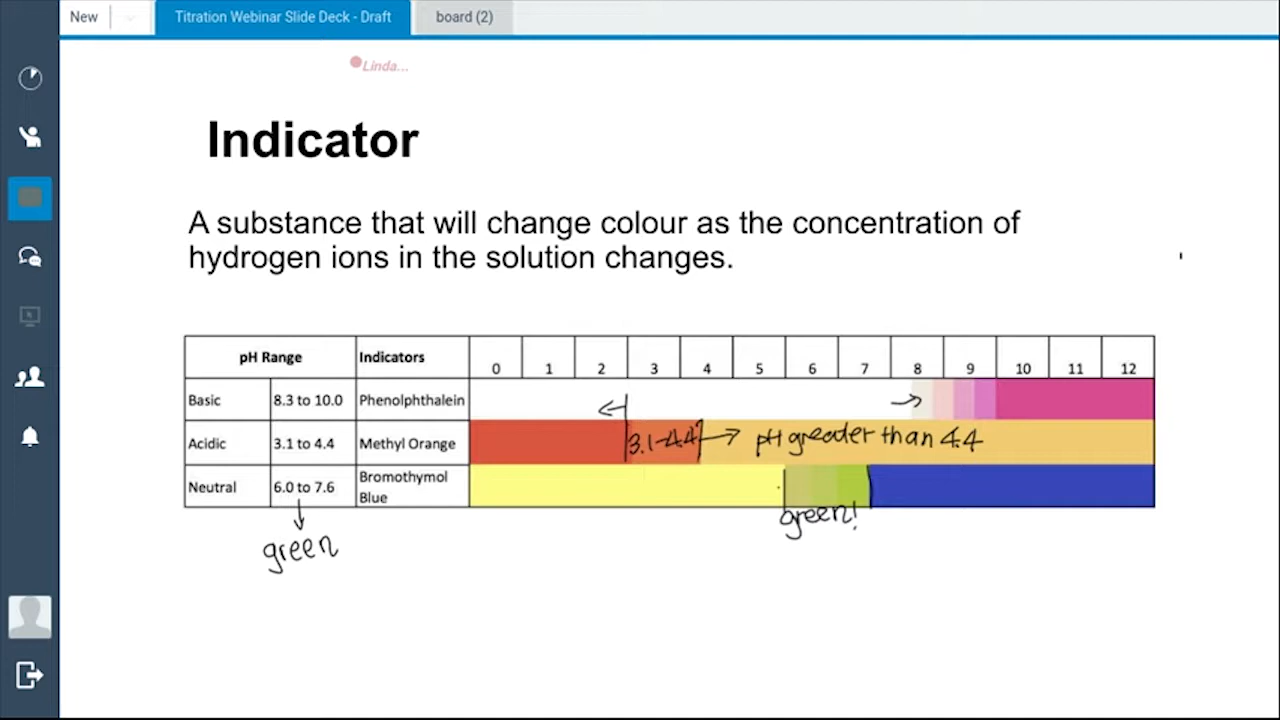 New
Titration Webinar Slide Deck - Draft
board (2)
Linda...
Indicator
A substance that will change colour as the concentration of
hydrogen ions in the solution changes.
pH Range Indicators 0 1 2 3 4 5 6 7 8 9 10 11 12
Basic 8.3 to 10.0 Phenolphthalein
Acidic 3.1 to 4.4 Methyl Orange 3.1-4.4 pH greader than 4.4
Neutral 6.0 to 7.6 Bromothymol
Blue
green!
green